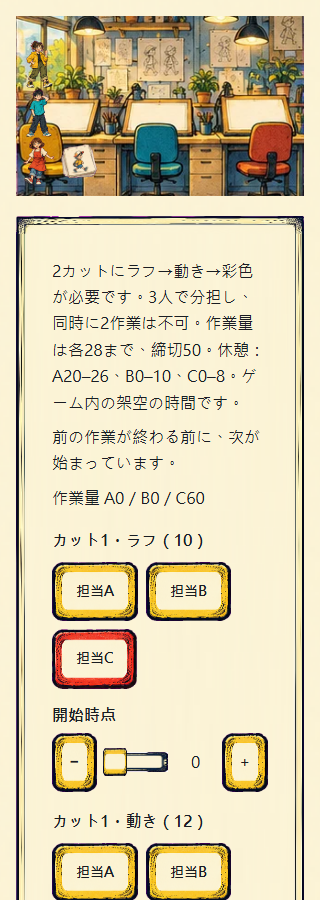 2カットにラフ→動き→彩色
が必要です。3人で分担し、
同時に2作業は不可。作業量
は各28まで、締切50。休憩：
A20–26、B0–10、C0–8。ゲ
ーム内の架空の時間です。
前の作業が終わる前に、次が
始まっています。
作業量 A0 / B0 / C60
カット1・ラフ（10）
担当A 担当B
担当C
開始時点
− 0 +
カット1・動き（12）
担当A 担当B